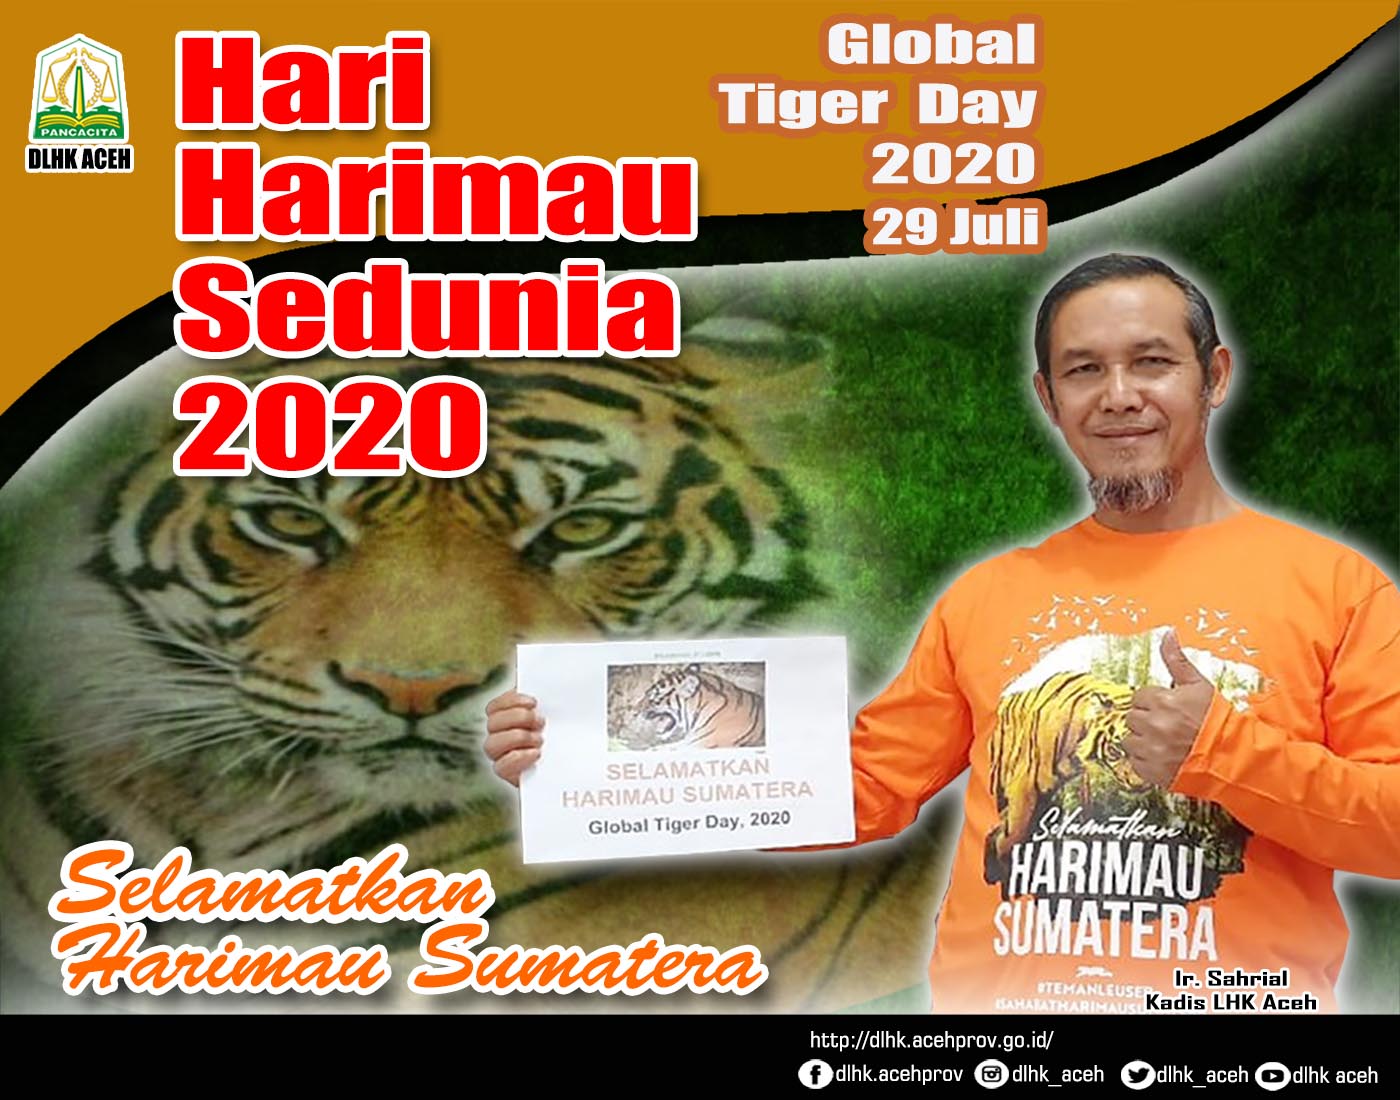 PANCACITA
DLHK ACEH
Hari
Harimau
Sedunia
2020
Global
Tiger Day
2020
29 Juli
SELAMATKAN
HARIMAU SUMATERA
Global Tiger Day, 2020
Selamatkan
HARIMAU
SUMATERA
#TEMANLEUSER
Selamatkan
Harimau Sumatera
Ir. Sahrial
Kadis LHK Aceh
http://dlhk.acehprov.go.id/
dlhk.acehprov dlhk_aceh dlhk_aceh dlhk aceh